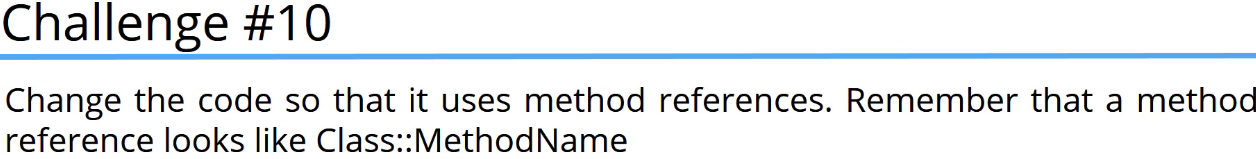 Challenge #10
Change the code so that it uses method references. Remember that a method
reference looks like Class::MethodName